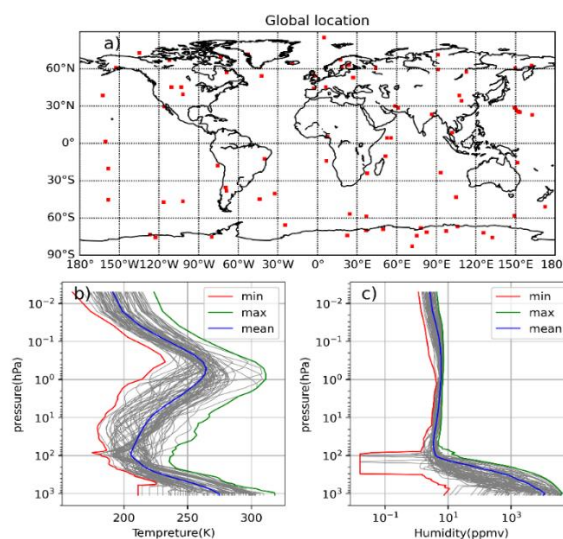 Global location
a)
60°N
30°N
0°
30°S
60°S
90°S
180°150°W120°W 90°W 60°W 30°W 0° 30°E 60°E 90°E 120°E 150°E 180°
b)
min
max
mean
pressure(hPa)
10⁻²
10⁻¹
10⁰
10¹
10²
10³
200 250 300
Tempreture(K)
c)
min
max
mean
pressure(hPa)
10⁻²
10⁻¹
10⁰
10¹
10²
10³
10⁻¹ 10¹ 10³
Humidity(ppmv)